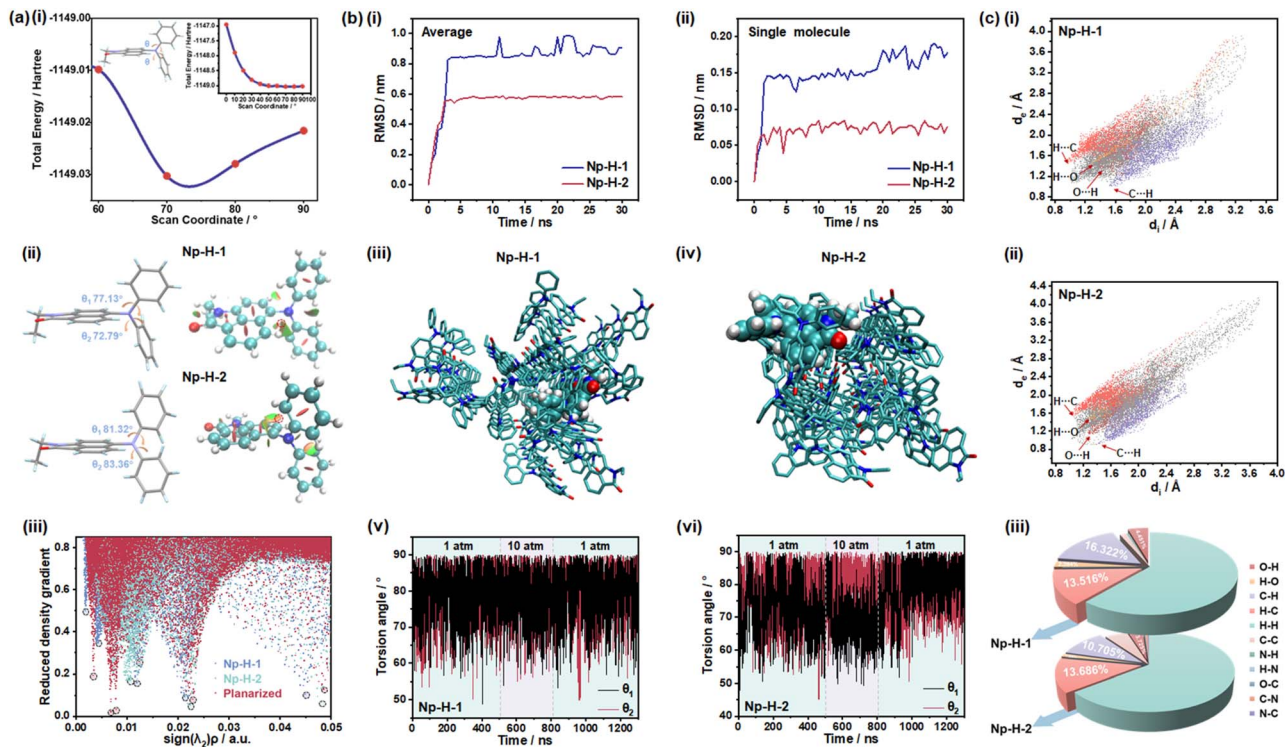 (a)
(i)
-1149.00
-1149.01
-1149.02
-1149.03
Total Energy / Hartree
60
70
80
90
Scan Coordinate / °
θ
θ
-1147.0
-1147.5
-1148.0
-1148.5
-1149.0
Total Energy / Hartree
0 10 20 30 40 50 60 70 80 90 100
Scan Coordinate / °
(b)
(i)
Average
1.0
0.8
0.6
0.4
0.2
0.0
RMSD / nm
Np-H-1
Np-H-2
0 5 10 15 20 25 30
Time / ns
(ii)
Single molecule
0.20
0.15
0.10
0.05
0.00
RMSD / nm
Np-H-1
Np-H-2
0 5 10 15 20 25 30
Time / ns
(c)
(i)
Np-H-1
4.0
3.6
3.2
2.8
2.4
2.0
1.6
1.2
0.8
dₑ / Å
H···C
H···O
O···H
C···H
0.8 1.2 1.6 2.0 2.4 2.8 3.2 3.6
dᵢ / Å
(ii)
Np-H-1
θ₁ 77.13°
θ₂ 72.79°
Np-H-2
θ₁ 81.32°
θ₂ 83.36°
(iii)
Np-H-1
(iv)
Np-H-2
(ii)
Np-H-2
4.4
4.0
3.6
3.2
2.8
2.4
2.0
1.6
1.2
0.8
dₑ / Å
H···C
H···O
O···H
C···H
0.8 1.2 1.6 2.0 2.4 2.8 3.2 3.6 4.0
dᵢ / Å
(iii)
0.8
0.6
0.4
0.2
0.0
Reduced density gradient
Np-H-1
Np-H-2
Planarized
0.00 0.01 0.02 0.03 0.04 0.05
sign(λ₂)ρ / a.u.
(v)
1 atm
10 atm
1 atm
90
80
70
60
50
Torsion angle / °
θ₁
θ₂
Np-H-1
0 200 400 600 800 1000 1200
Time / ns
(vi)
1 atm
10 atm
1 atm
90
80
70
60
50
40
30
Torsion angle / °
θ₁
θ₂
Np-H-2
0 200 400 600 800 1000 1200
Time / ns
(iii)
16.322%
13.516%
Np-H-1
10.705%
13.686%
Np-H-2
O-H
H-O
C-H
H-C
H-H
C-C
N-H
H-N
O-C
C-N
N-C